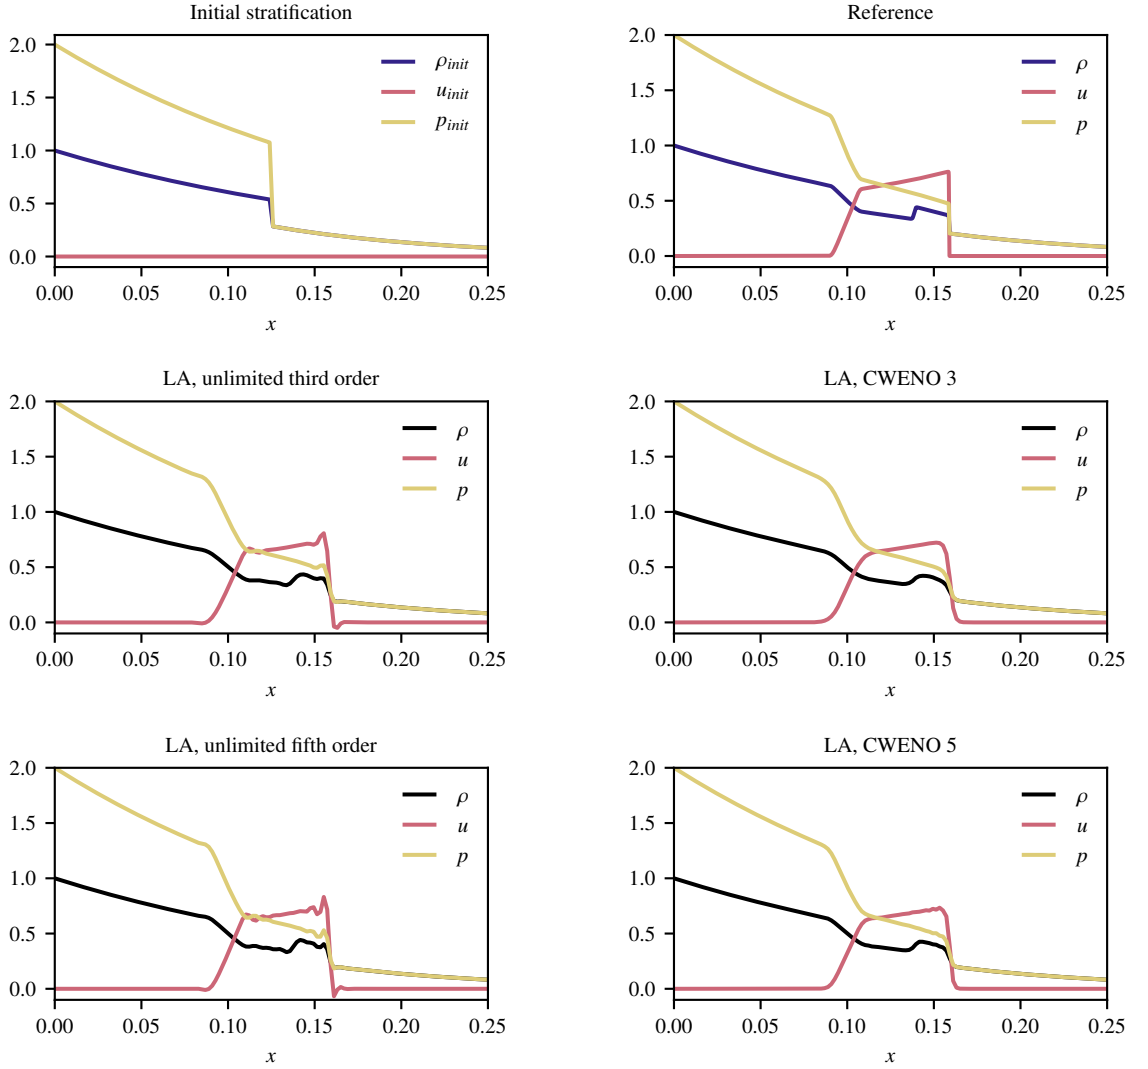 Initial stratification
2.0
1.5
1.0
0.5
0.0
ρinit
uinit
pinit
0.00 0.05 0.10 0.15 0.20 0.25
x
Reference
2.0
1.5
1.0
0.5
0.0
ρ
u
p
0.00 0.05 0.10 0.15 0.20 0.25
x
LA, unlimited third order
2.0
1.5
1.0
0.5
0.0
ρ
u
p
0.00 0.05 0.10 0.15 0.20 0.25
x
LA, CWENO 3
2.0
1.5
1.0
0.5
0.0
ρ
u
p
0.00 0.05 0.10 0.15 0.20 0.25
x
LA, unlimited fifth order
2.0
1.5
1.0
0.5
0.0
ρ
u
p
0.00 0.05 0.10 0.15 0.20 0.25
x
LA, CWENO 5
2.0
1.5
1.0
0.5
0.0
ρ
u
p
0.00 0.05 0.10 0.15 0.20 0.25
x